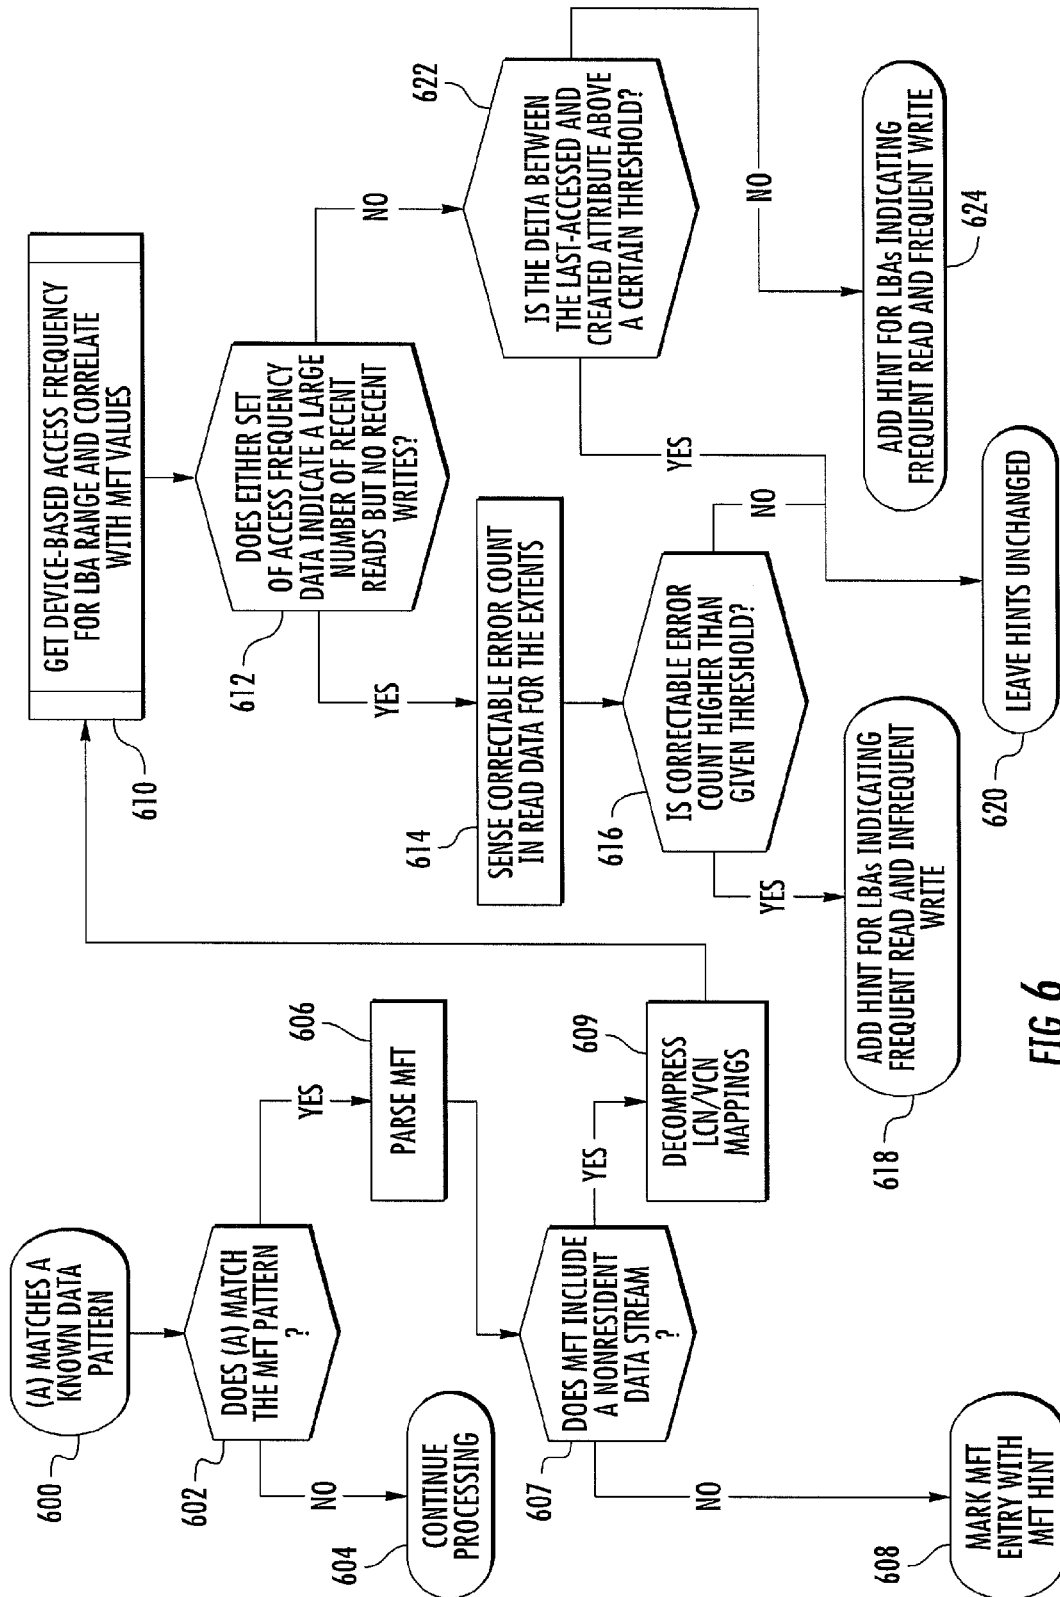 600
(A) MATCHES A
KNOWN DATA
PATTERN
602
DOES (A) MATCH
THE MFT PATTERN
?
NO
604
CONTINUE
PROCESSING
YES
606
PARSE MFT
607
DOES MFT INCLUDE
A NONRESIDENT
DATA STREAM
?
NO
608
MARK MFT
ENTRY WITH
MFT HINT
YES
609
DECOMPRESS
LCN/VCN
MAPPINGS
610
GET DEVICE-BASED ACCESS FREQUENCY
FOR LBA RANGE AND CORRELATE
WITH MFT VALUES
612
DOES EITHER SET
OF ACCESS FREQUENCY
DATA INDICATE A LARGE
NUMBER OF RECENT
READS BUT NO RECENT
WRITES?
YES
614
SENSE CORRECTABLE ERROR COUNT
IN READ DATA FOR THE EXTENTS
616
IS CORRECTABLE ERROR
COUNT HIGHER THAN
GIVEN THRESHOLD?
YES
618
ADD HINT FOR LBAs INDICATING
FREQUENT READ AND INFREQUENT
WRITE
NO
620
LEAVE HINTS UNCHANGED
NO
622
IS THE DELTA BETWEEN
THE LAST-ACCESSED AND
CREATED ATTRIBUTE ABOVE
A CERTAIN THRESHOLD?
YES
NO
ADD HINT FOR LBAs INDICATING
FREQUENT READ AND FREQUENT WRITE
624
FIG 6